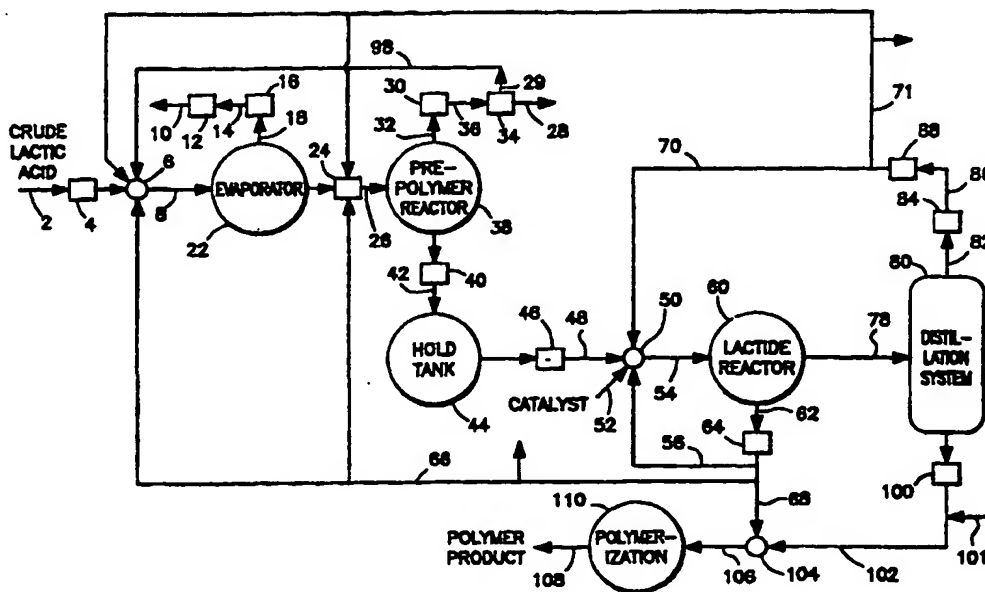 98
71
29
16
30
88
10
12
14
18
32
36
34
28
70
86
CRUDE
LACTIC
ACID
6
24
84
82
EVAPORATOR
PRE-
POLYMER
REACTOR
2
4
8
22
26
38
80
42
40
60
50
46
48
78
HOLD
TANK
LACTIDE
REACTOR
DISTIL-
LATION
SYSTEM
CATALYST
52
54
62
44
64
56
66
100
68
110
POLYMER
PRODUCT
POLYMER-
IZATION
108
106
104
102
101